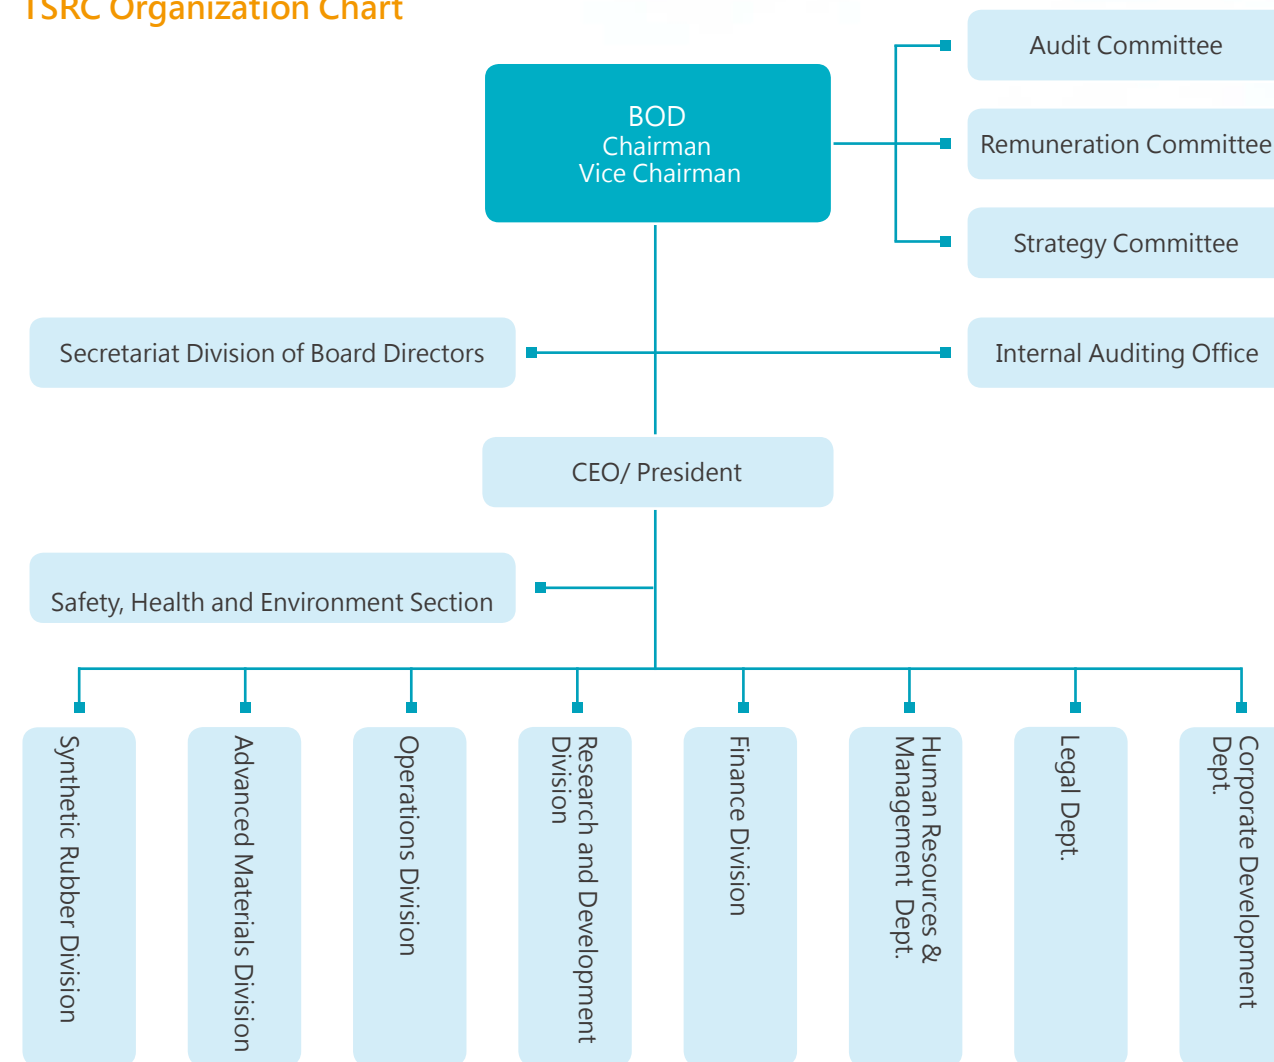 TSRC Organization Chart
Audit Committee
BOD
Chairman
Vice Chairman
Remuneration Committee
Strategy Committee
Secretariat Division of Board Directors
Internal Auditing Office
CEO/ President
Safety, Health and Environment Section
Synthetic Rubber Division
Advanced Materials Division
Operations Division
Research and Development
Division
Finance Division
Human Resources &
Management Dept.
Legal Dept.
Corporate Development
Dept.